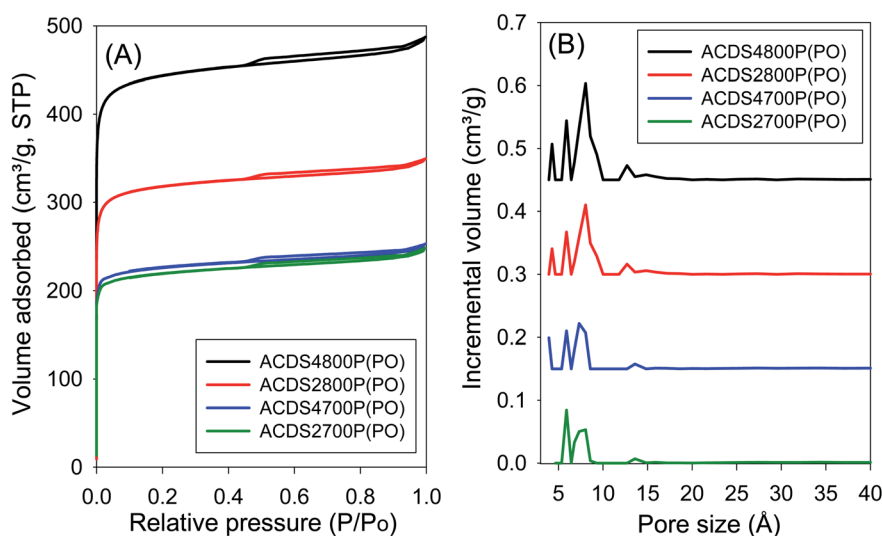 (A)
Volume adsorbed (cm³/g, STP)
500
400
300
200
100
0
0.0
0.2
0.4
0.6
0.8
1.0
Relative pressure (P/Po)
ACDS4800P(PO)
ACDS2800P(PO)
ACDS4700P(PO)
ACDS2700P(PO)
(B)
Incremental volume (cm³/g)
0.7
0.6
0.5
0.4
0.3
0.2
0.1
0.0
5
10
15
20
25
30
35
40
Pore size (Å)
ACDS4800P(PO)
ACDS2800P(PO)
ACDS4700P(PO)
ACDS2700P(PO)